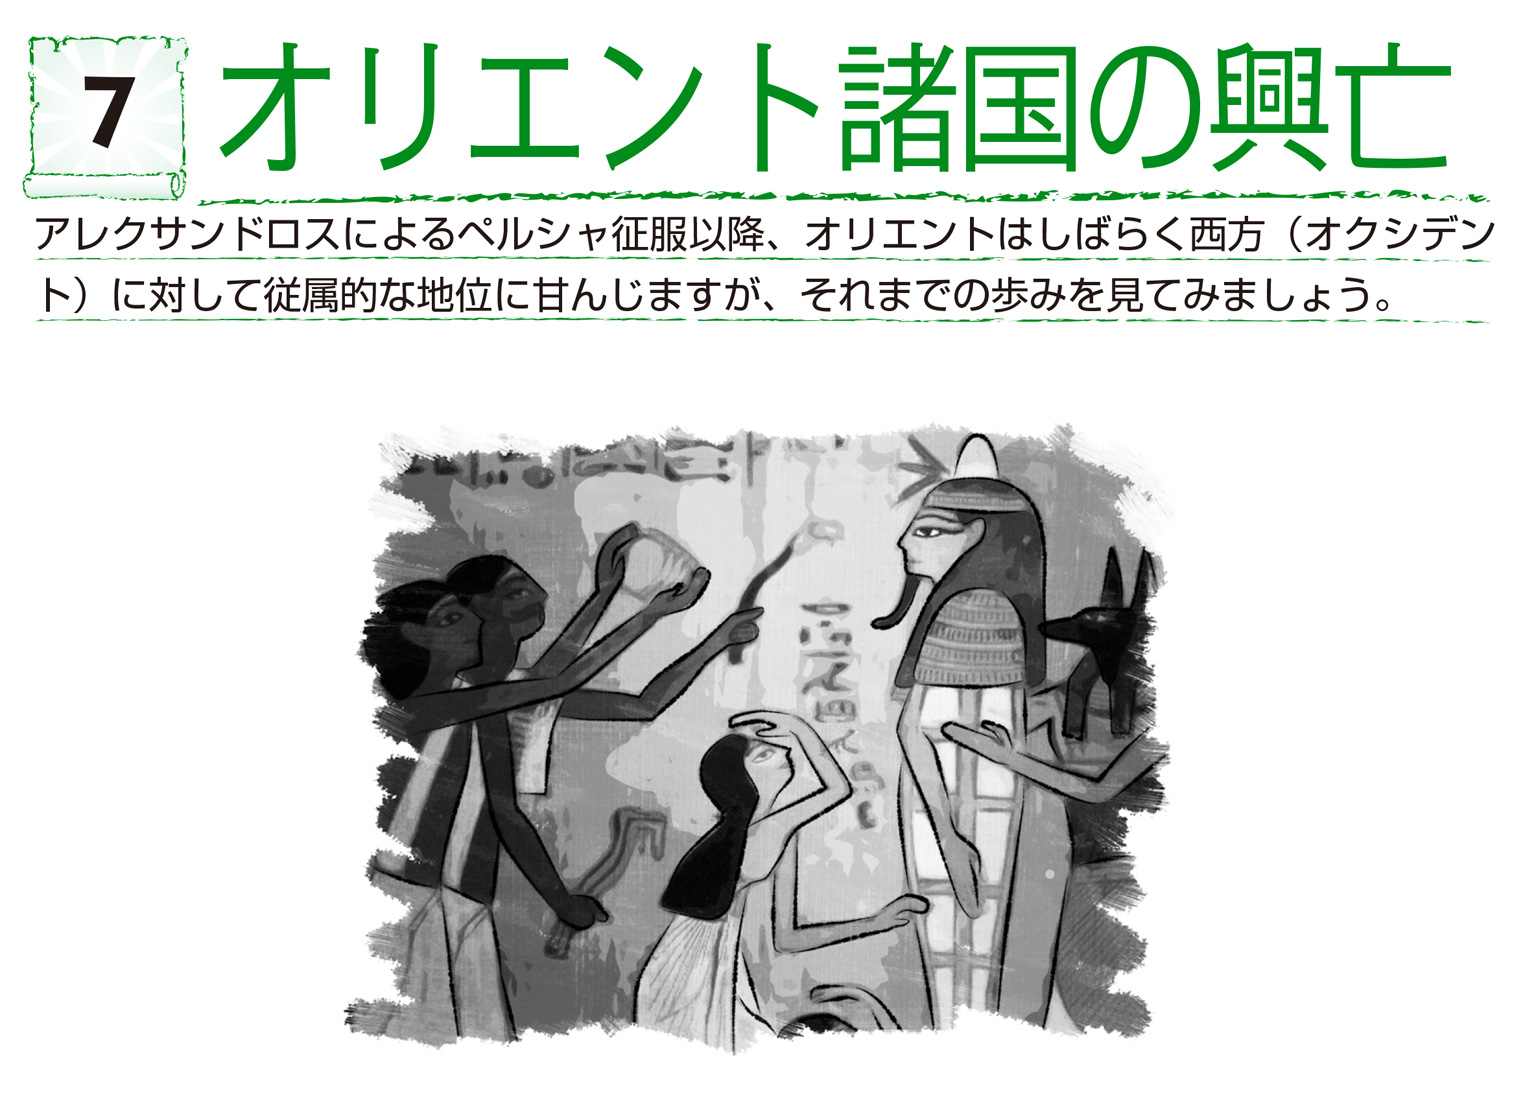 7
オリエント諸国の興亡
アレクサンドロスによるペルシャ征服以降、オリエントはしばらく西方（オクシデン
ト）に対して従属的な地位に甘んじますが、それまでの歩みを見てみましょう。